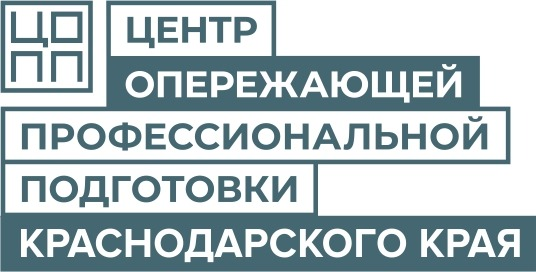 ЦО
ПП
ЦЕНТР
ОПЕРЕЖАЮЩЕЙ
ПРОФЕССИОНАЛЬНОЙ
ПОДГОТОВКИ
КРАСНОДАРСКОГО КРАЯ